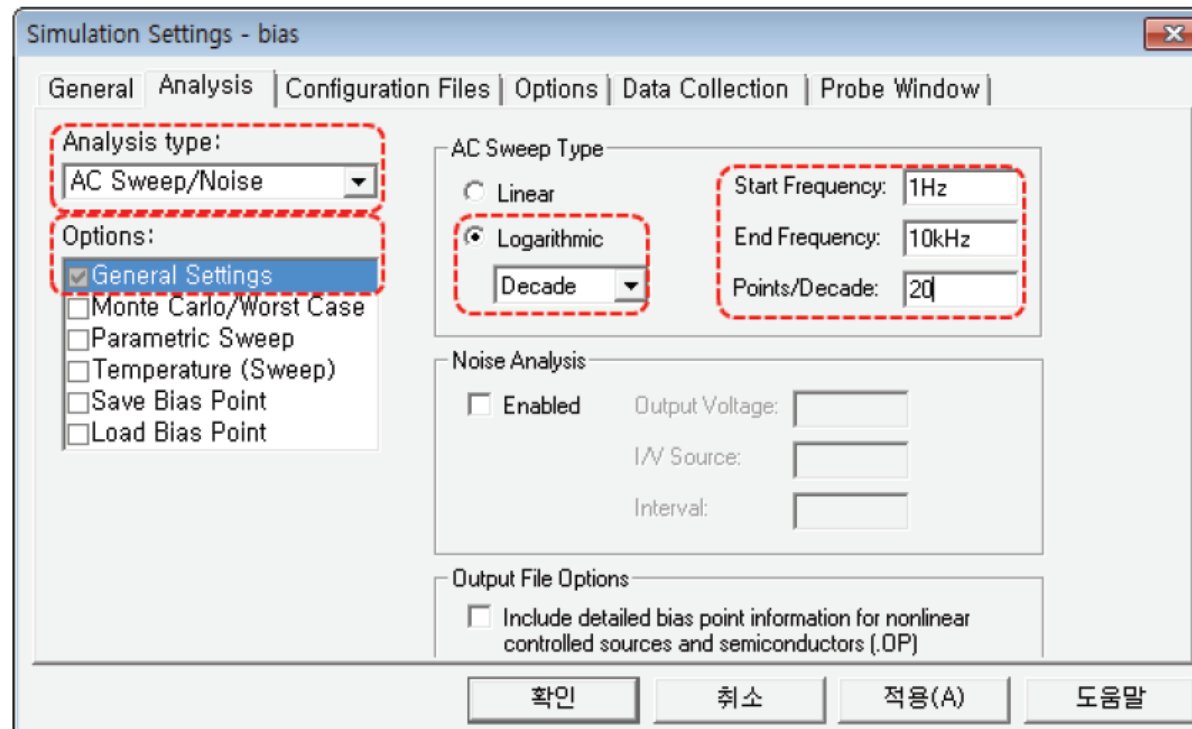 Simulation Settings - bias
General Analysis Configuration Files Options Data Collection Probe Window
Analysis type:
AC Sweep/Noise
Options:
General Settings
Monte Carlo/Worst Case
Parametric Sweep
Temperature (Sweep)
Save Bias Point
Load Bias Point
AC Sweep Type
Linear
Logarithmic
Decade
Start Frequency: 1Hz
End Frequency: 10kHz
Points/Decade: 20
Noise Analysis
Enabled
Output Voltage:
I/V Source:
Interval:
Output File Options
Include detailed bias point information for nonlinear
controlled sources and semiconductors (.OP)
확인 취소 적용(A) 도움말